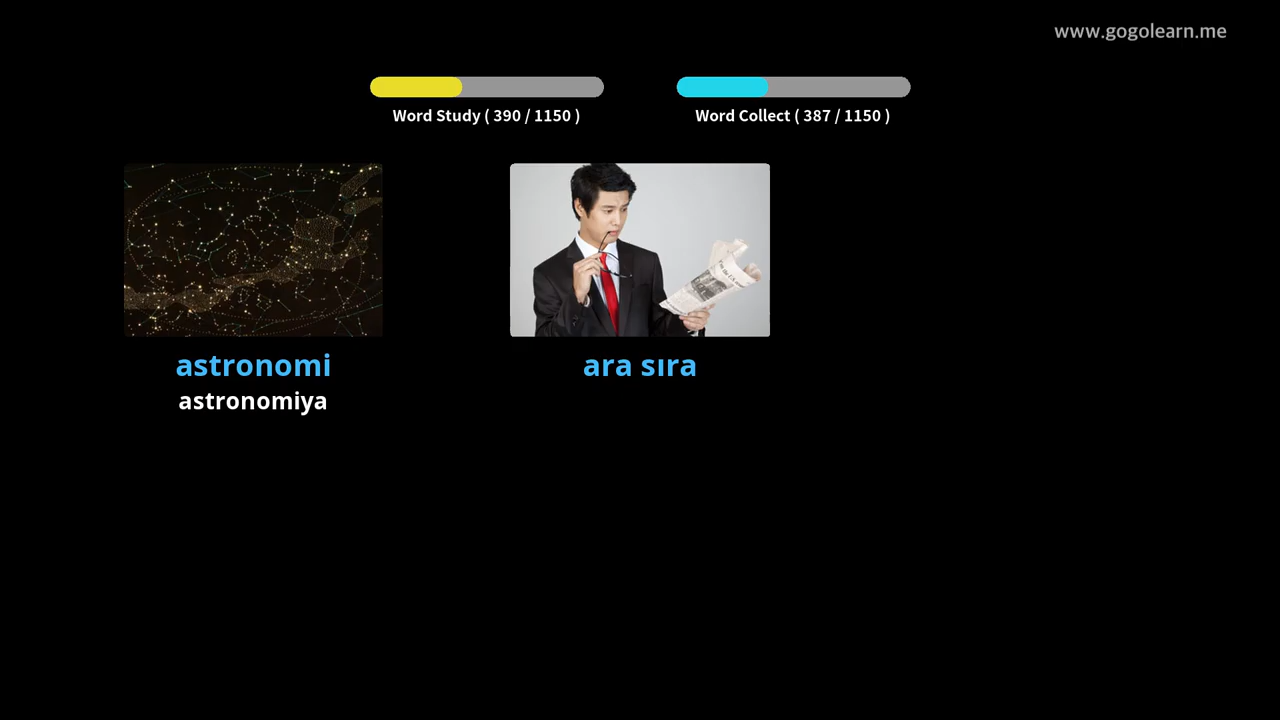 www.gogolearn.me
Word Study ( 390 / 1150 )
Word Collect ( 387 / 1150 )
astronomi
astronomiya
ara sıra